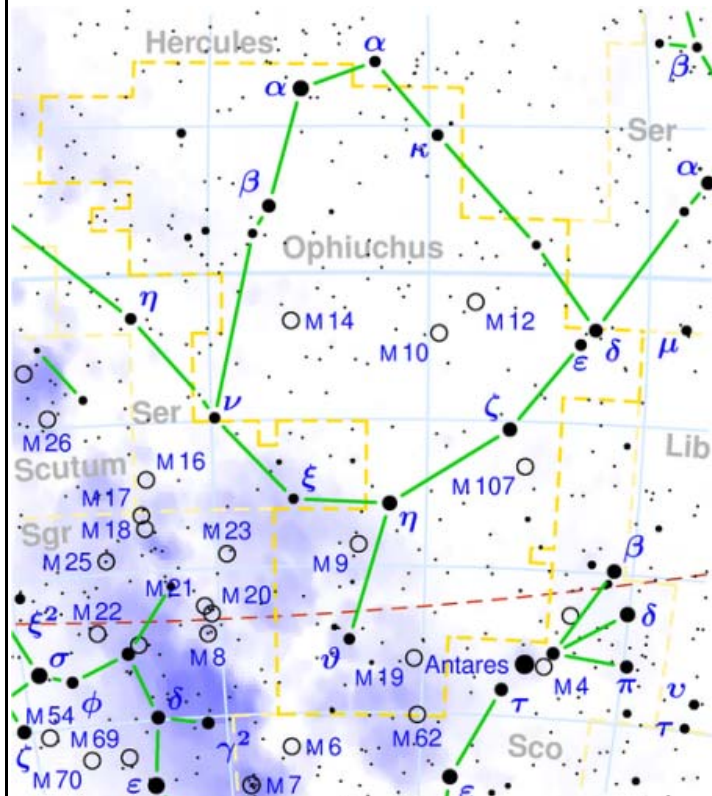 Hercules
α
α
β
Ser
κ
α
β
Ophiuchus
η
M 14
M 12
M 10
δ
ε
μ
Ser
ν
ζ
M 26
Lib
Scutum
M 16
ξ
M 107
M 17
η
Sgr
M 18
M 23
M 9
M 25
β
M 21
M 20
ξ²
M 22
δ
M 8
ϑ
σ
M 19
Antares
M 4
π
φ
δ
τ
υ
M 54
M 69
γ²
M 6
M 62
Sco
τ
ζ
M 70
ε
M 7
ε